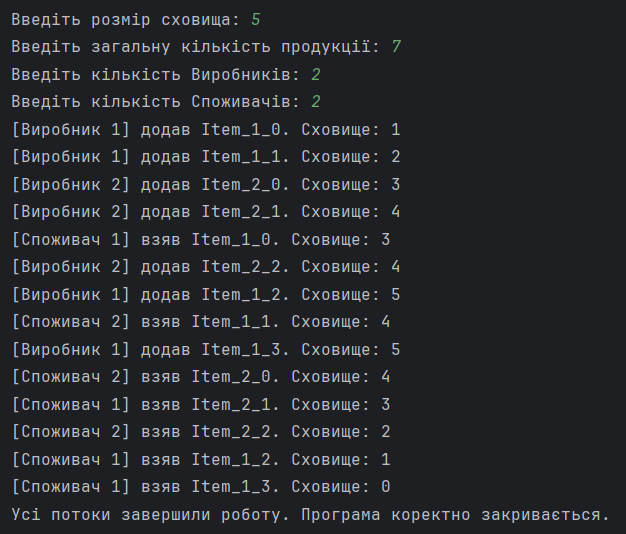 Введіть розмір сховища: 5
Введіть загальну кількість продукції: 7
Введіть кількість Виробників: 2
Введіть кількість Споживачів: 2
[Виробник 1] додав Item_1_0. Сховище: 1
[Виробник 1] додав Item_1_1. Сховище: 2
[Виробник 2] додав Item_2_0. Сховище: 3
[Виробник 2] додав Item_2_1. Сховище: 4
[Споживач 1] взяв Item_1_0. Сховище: 3
[Виробник 2] додав Item_2_2. Сховище: 4
[Виробник 1] додав Item_1_2. Сховище: 5
[Споживач 2] взяв Item_1_1. Сховище: 4
[Виробник 1] додав Item_1_3. Сховище: 5
[Споживач 2] взяв Item_2_0. Сховище: 4
[Споживач 1] взяв Item_2_1. Сховище: 3
[Споживач 2] взяв Item_2_2. Сховище: 2
[Споживач 1] взяв Item_1_2. Сховище: 1
[Споживач 1] взяв Item_1_3. Сховище: 0
Усі потоки завершили роботу. Програма коректно закривається.